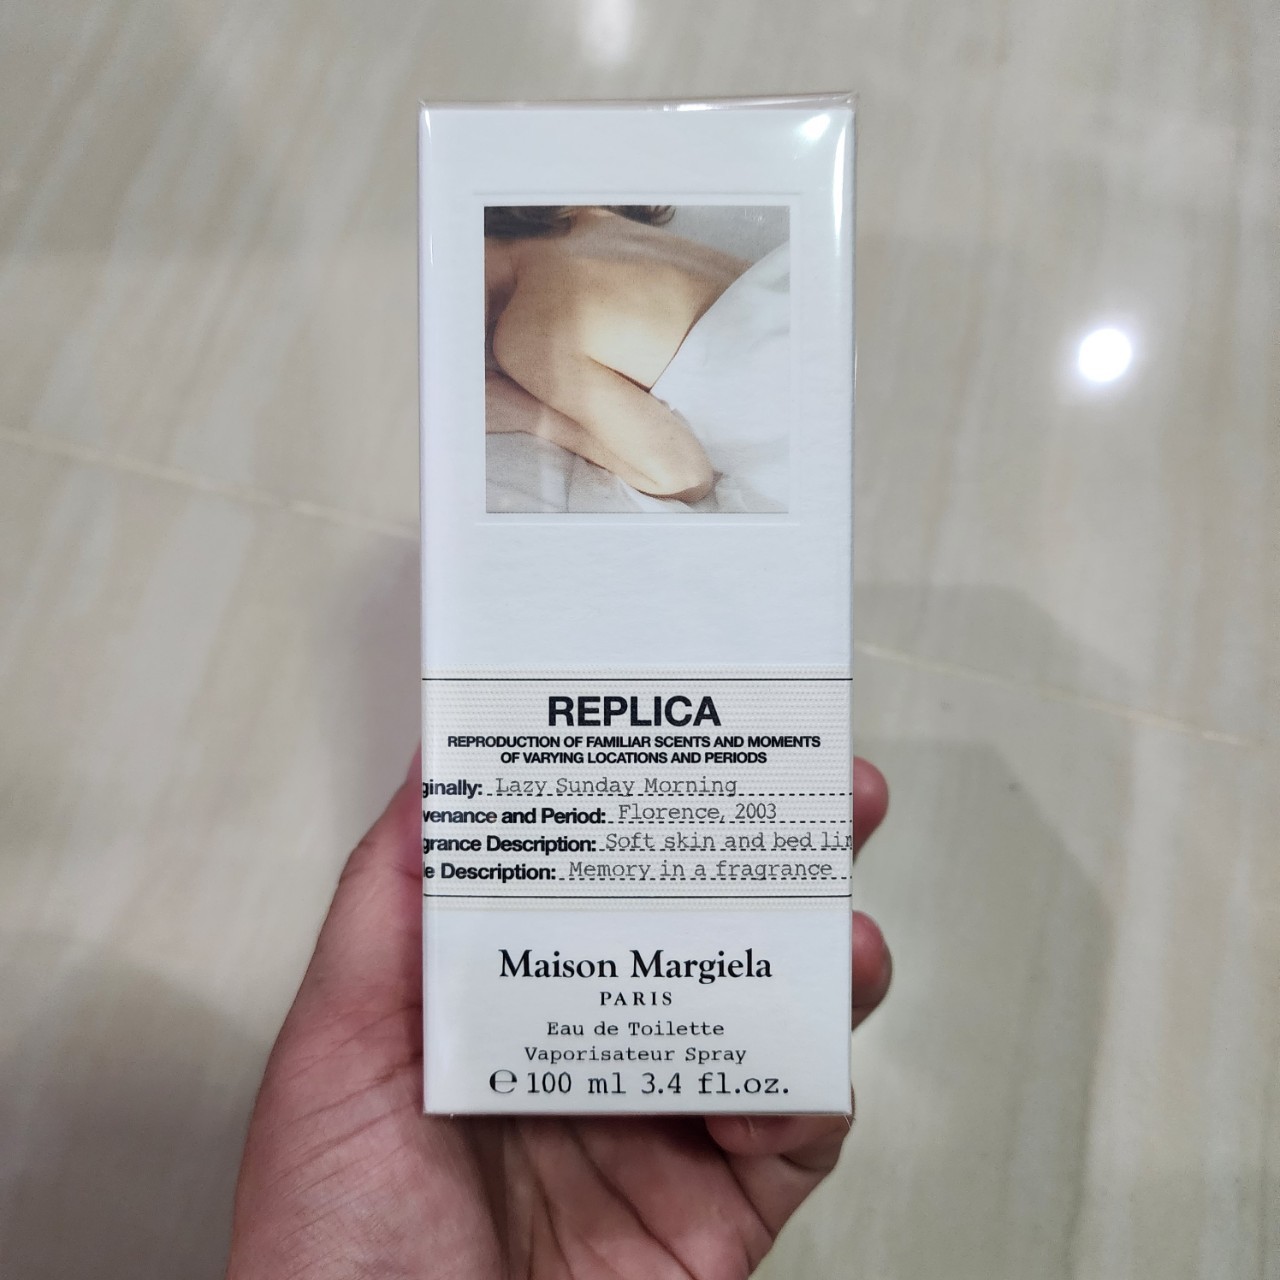 REPLICA
REPRODUCTION OF FAMILIAR SCENTS AND MOMENTS
OF VARYING LOCATIONS AND PERIODS
ginally: Lazy Sunday Morning
venance and Period: Florence, 2003
grance Description: Soft skin and bed lin
e Description: Memory in a fragrance
Maison Margiela
PARIS
Eau de Toilette
Vaporisateur Spray
℮ 100 ml 3.4 fl.oz.